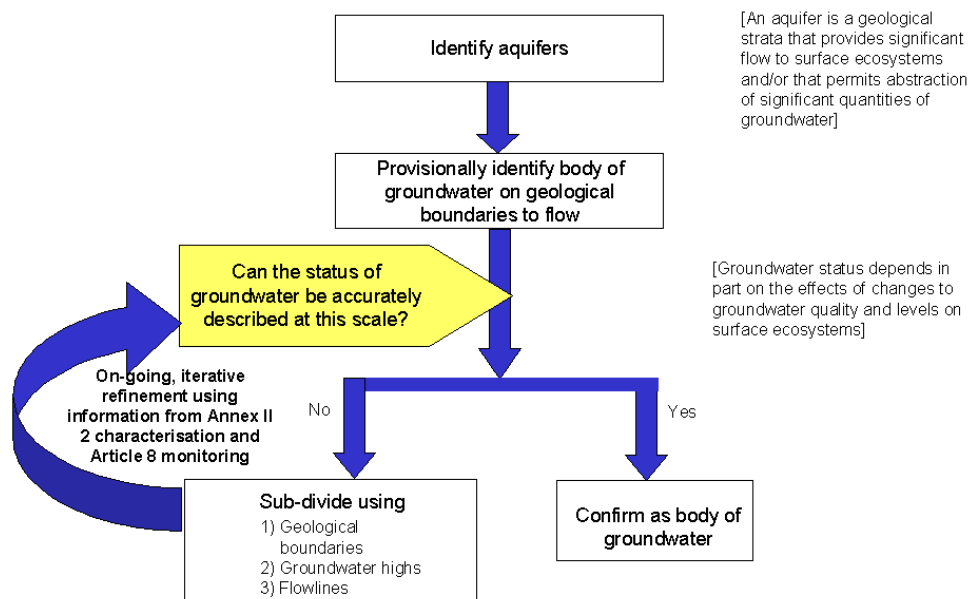 Identify aquifers
[An aquifer is a geological
strata that provides significant
flow to surface ecosystems
and/or that permits abstraction
of significant quantities of
groundwater]
Provisionally identify body of
groundwater on geological
boundaries to flow
Can the status of
groundwater be accurately
described at this scale?
[Groundwater status depends in
part on the effects of changes to
groundwater quality and levels on
surface ecosystems]
On-going, iterative
refinement using
information from Annex II
2 characterisation and
Article 8 monitoring
No
Yes
Sub-divide using
1) Geological
boundaries
2) Groundwater highs
3) Flowlines
Confirm as body of
groundwater